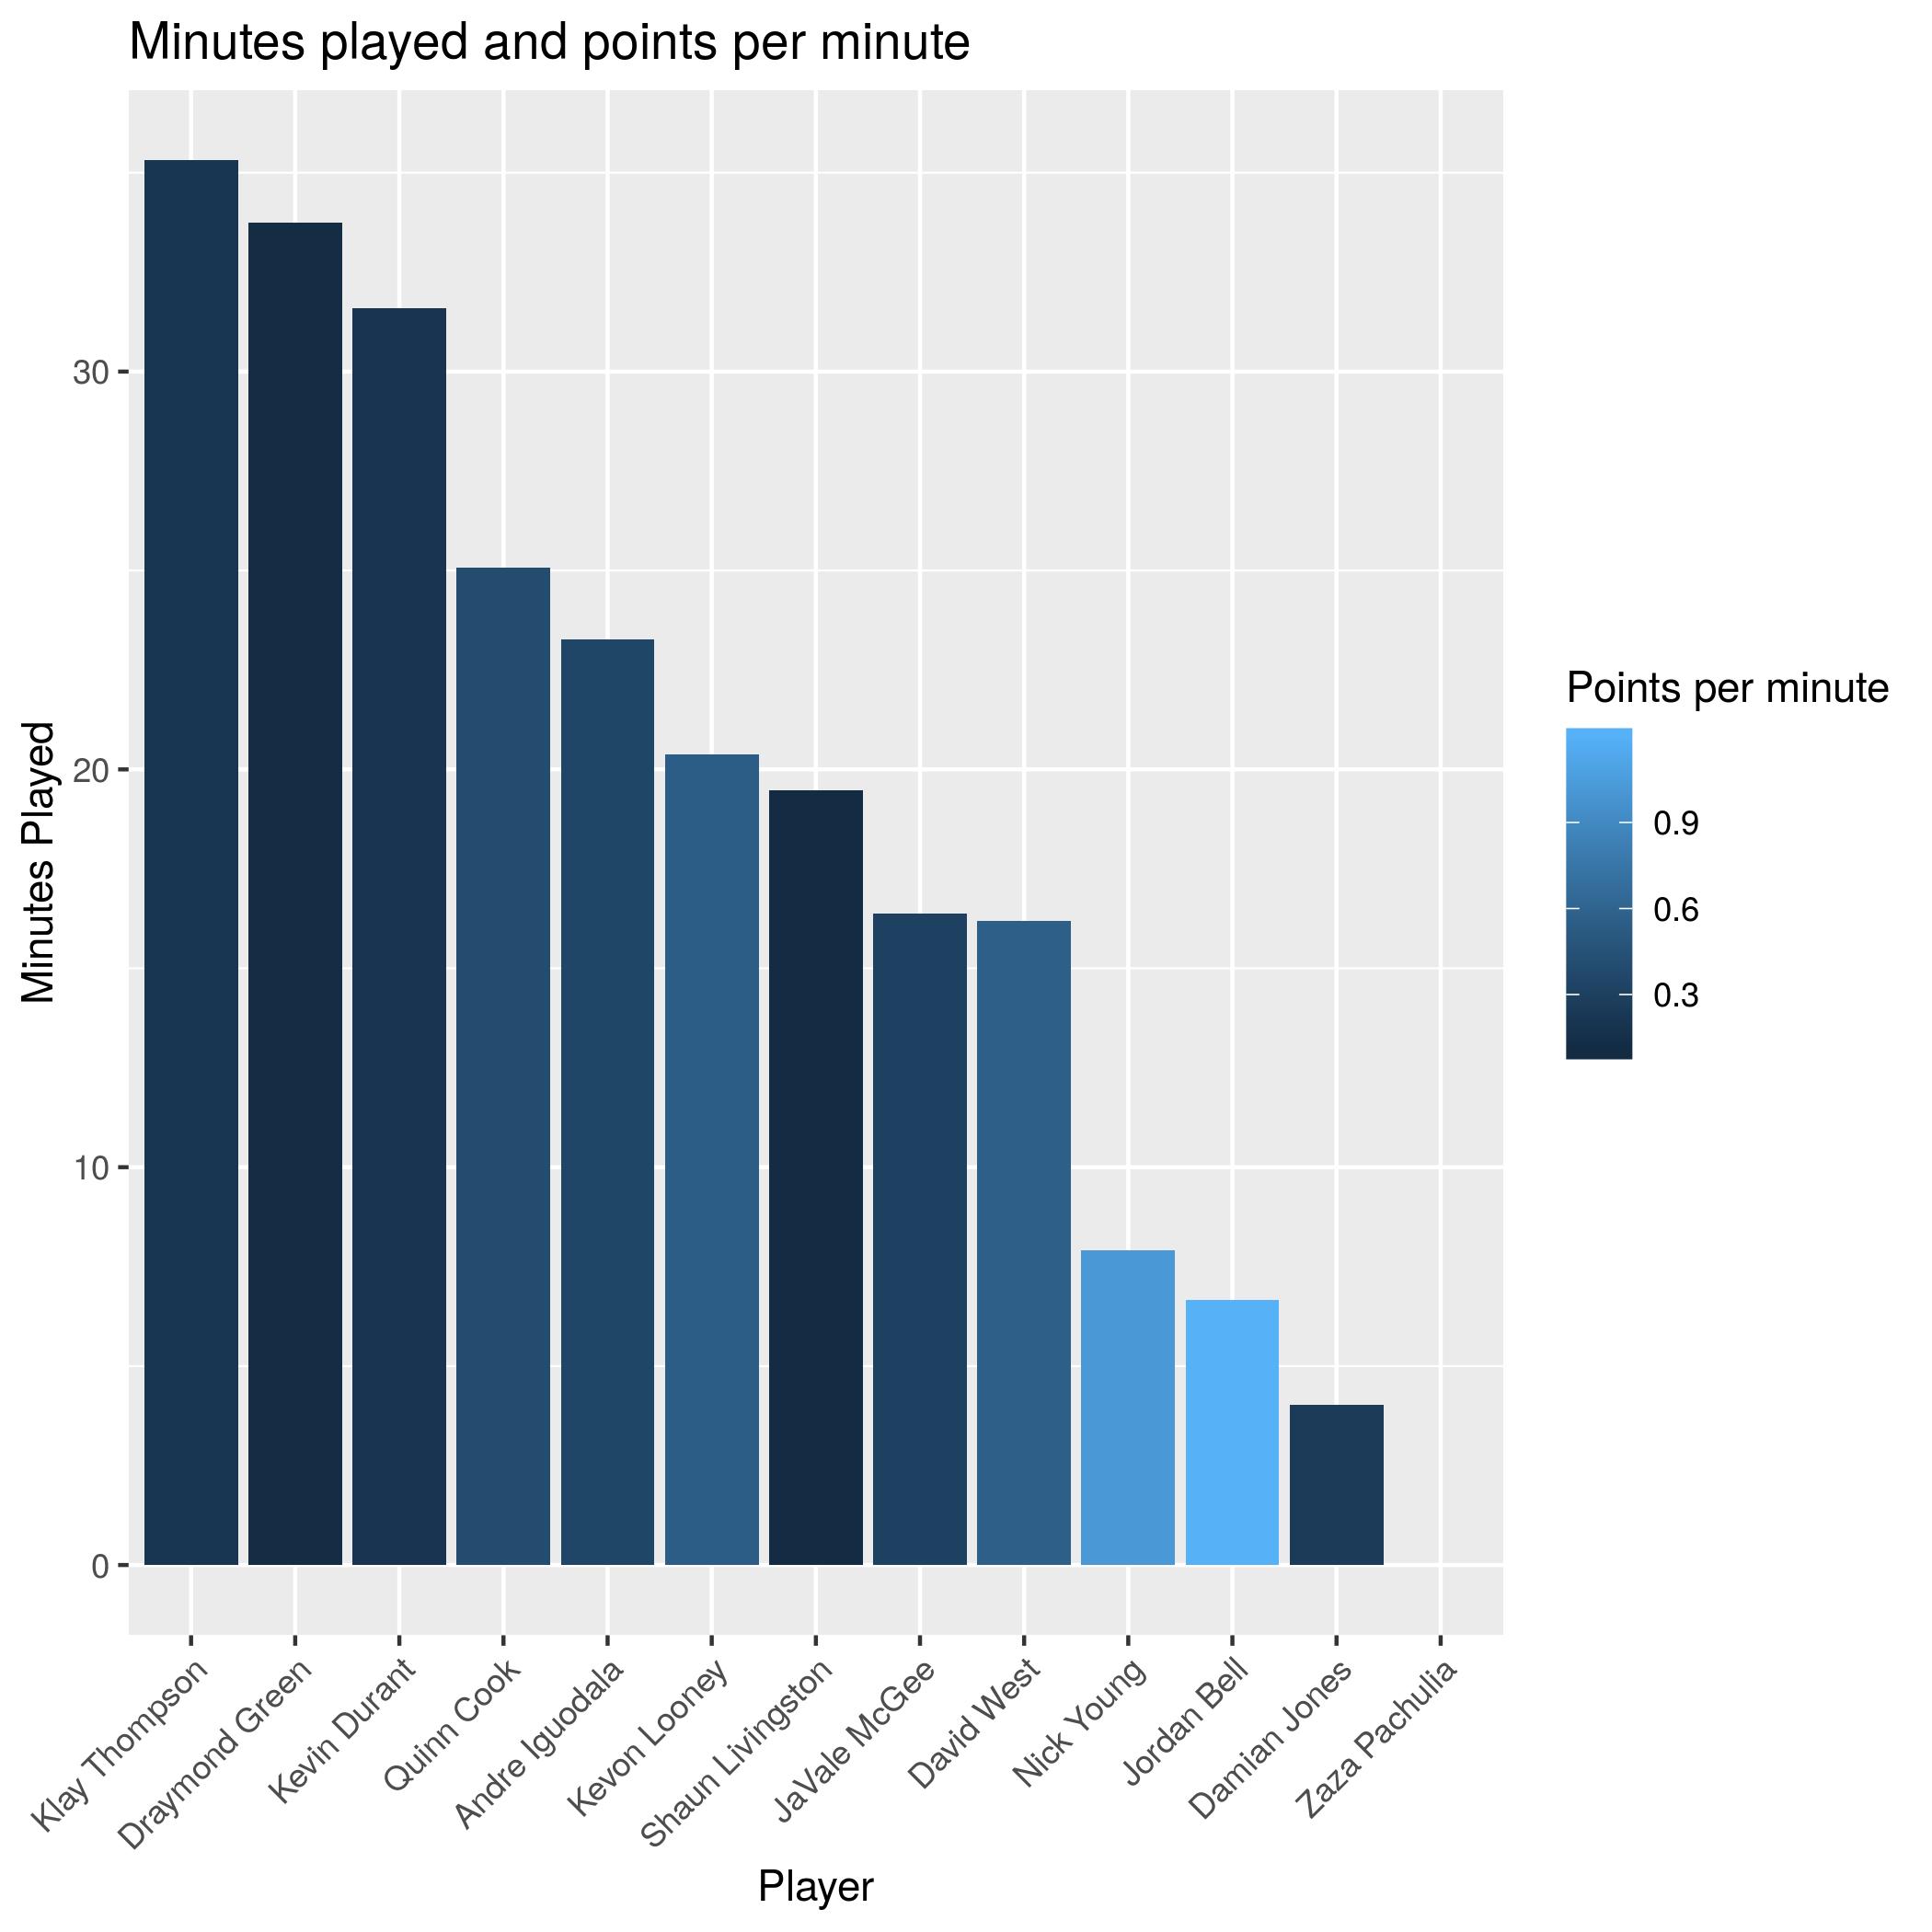 Minutes played and points per minute
Minutes Played
30
20
10
0
Klay Thompson
Draymond Green
Kevin Durant
Quinn Cook
Andre Iguodala
Kevon Looney
Shaun Livingston
JaVale McGee
David West
Nick Young
Jordan Bell
Damian Jones
Zaza Pachulia
Player
Points per minute
0.9
0.6
0.3